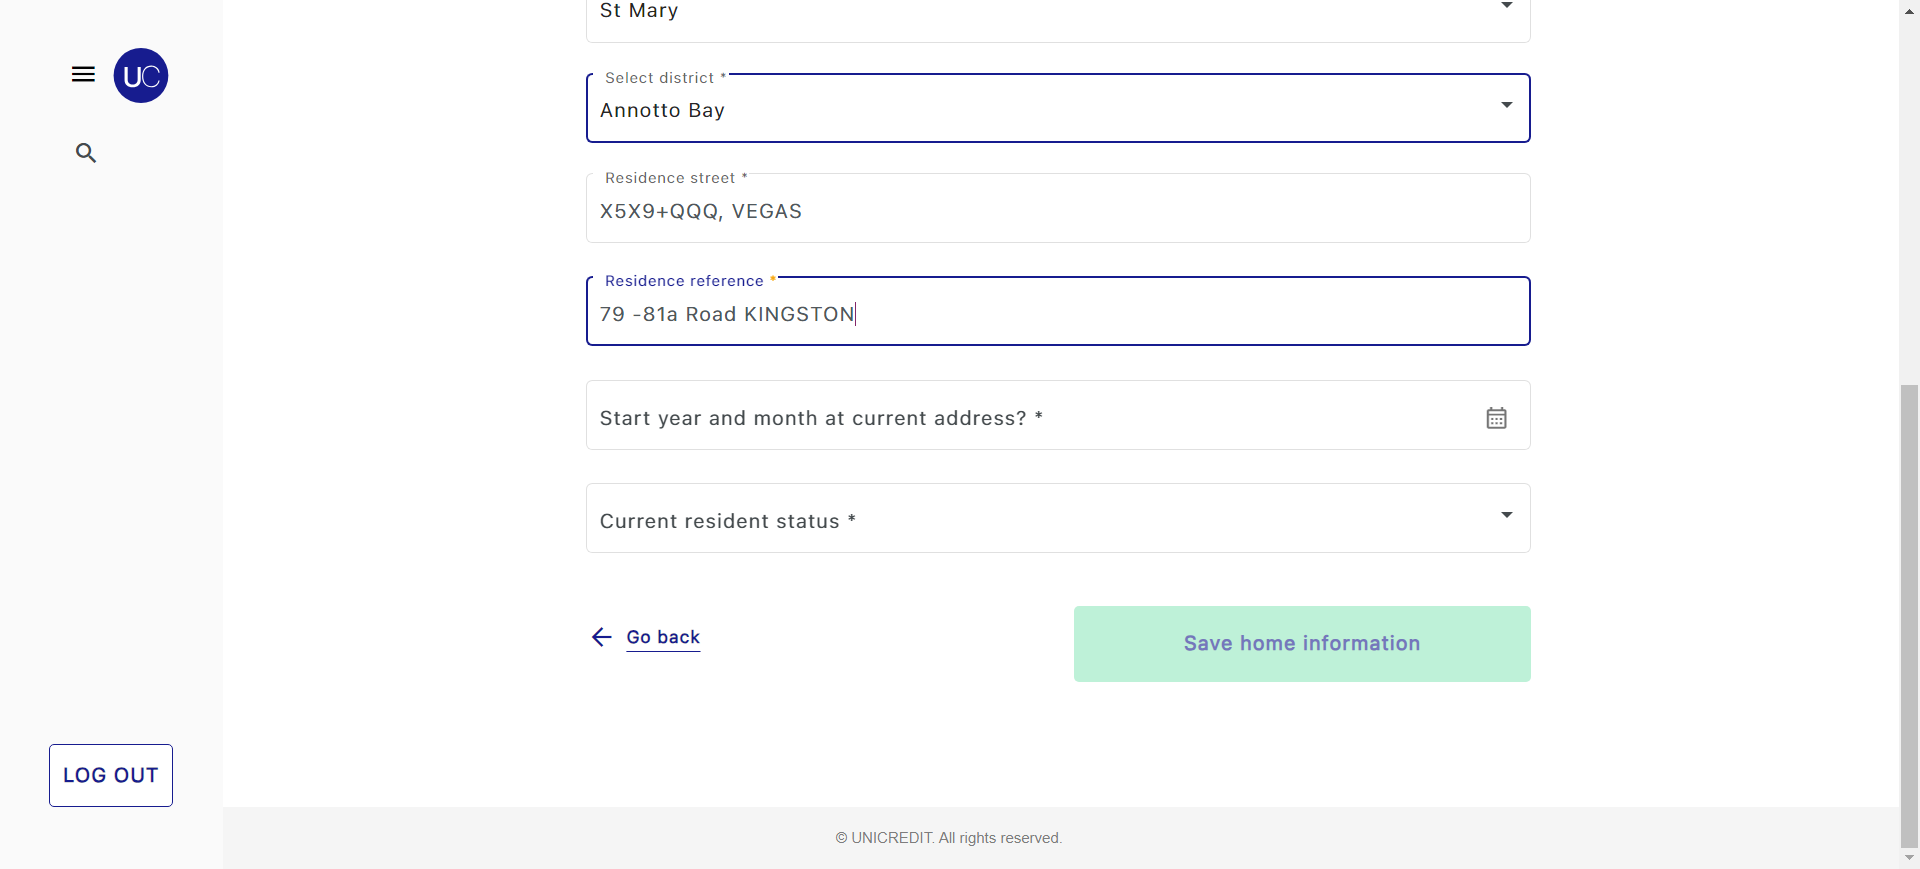 UC
St Mary
Select district *
Annotto Bay
Residence street *
X5X9+QQQ, VEGAS
Residence reference *
79 -81a Road KINGSTON
Start year and month at current address? *
Current resident status *
Go back
Save home information
LOG OUT
© UNICREDIT. All rights reserved.